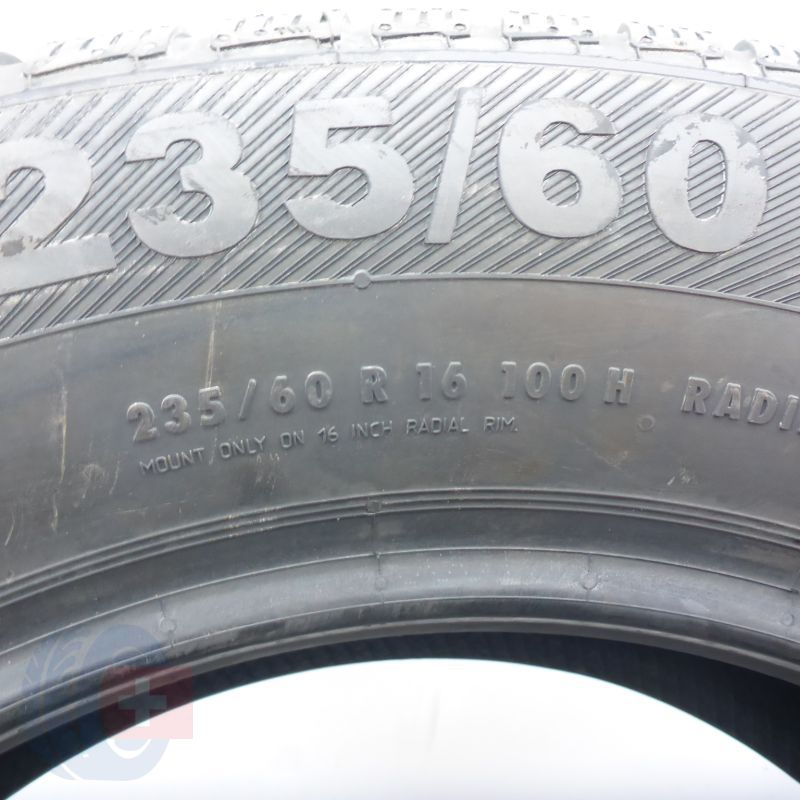 235/60
235/60 R 16 100 H
MOUNT ONLY ON 16 INCH RADIAL RIM.